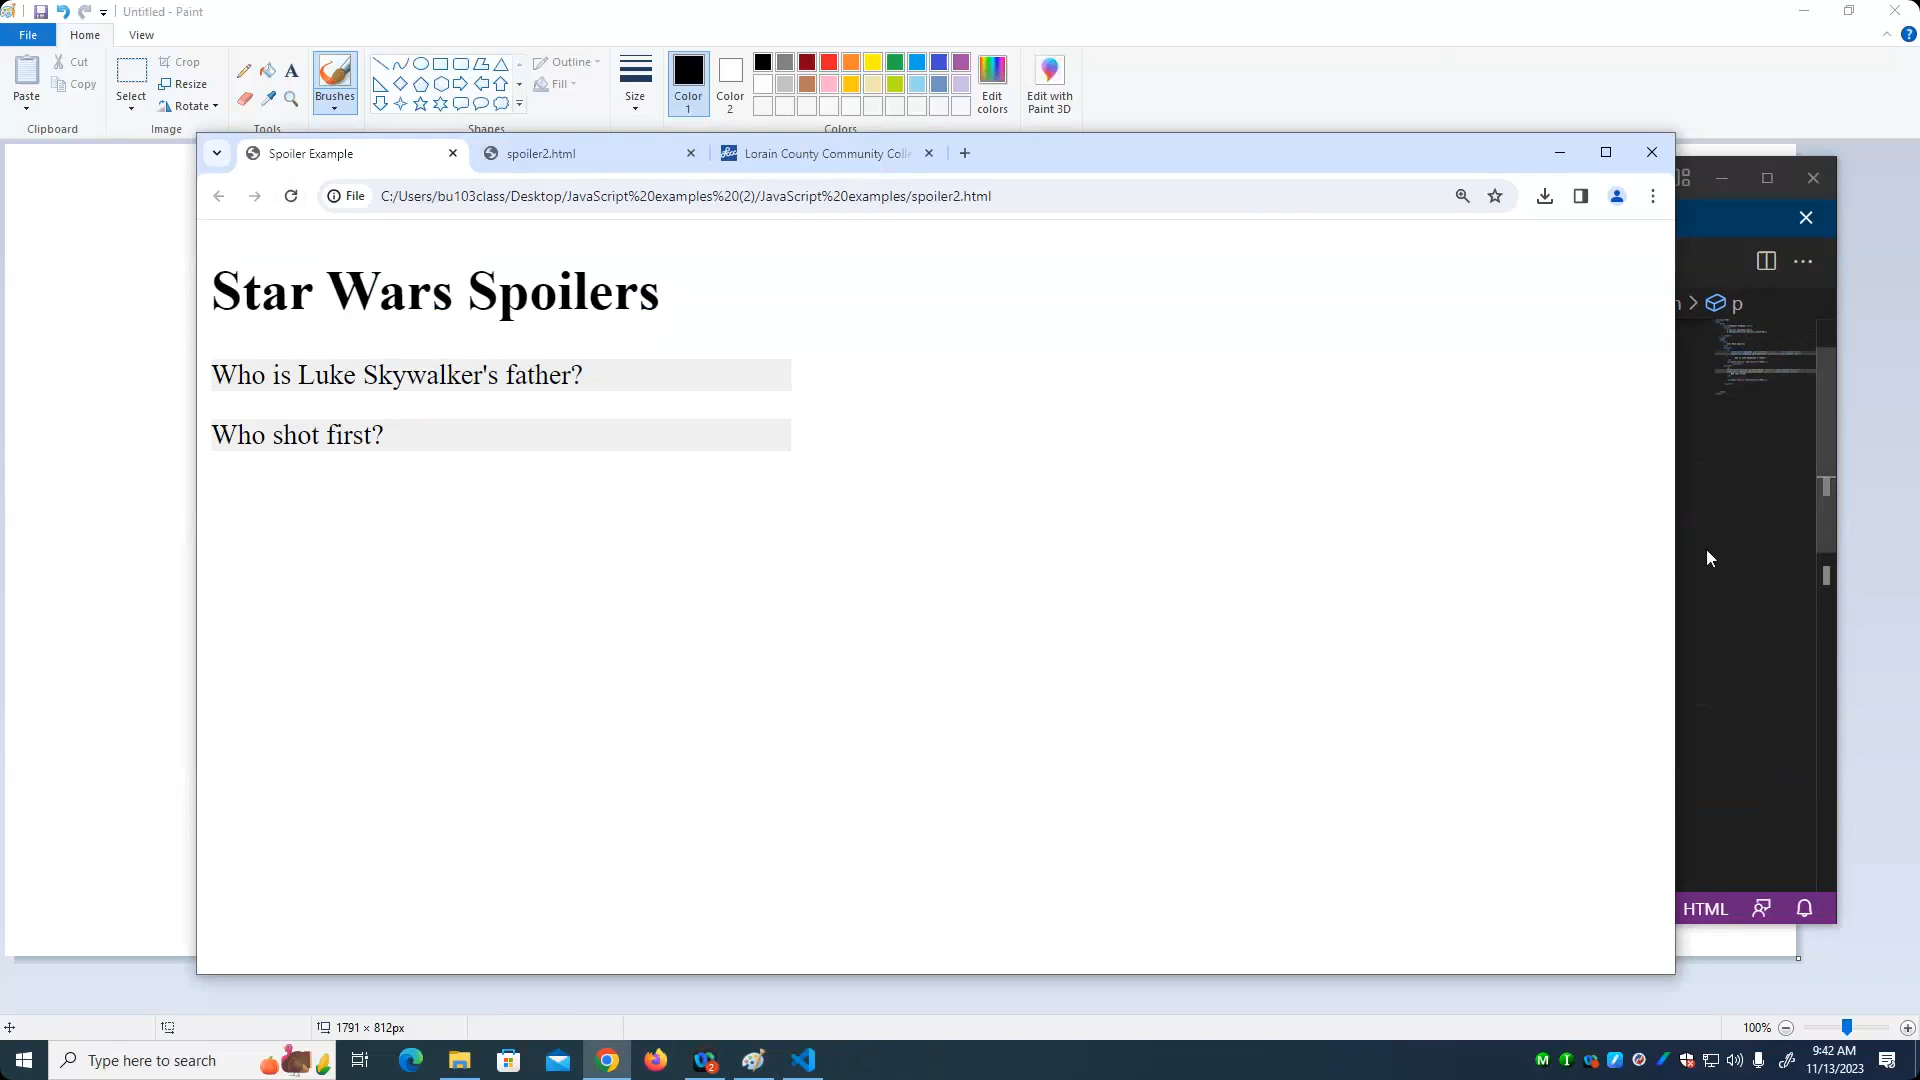 Untitled - Paint
File Home View
Paste Cut Copy
Clipboard
Select Crop Resize Rotate
Image
Tools
Brushes
Shapes
Outline
Fill
Size
Color 1
Color 2
Colors
Edit colors
Edit with Paint 3D
Spoiler Example
spoiler2.html
Lorain County Community Colle
File C:/Users/bu103class/Desktop/JavaScript%20examples%20(2)/JavaScript%20examples/spoiler2.html
Star Wars Spoilers
Who is Luke Skywalker's father?
Who shot first?
p
HTML
1791 × 812px
100%
Type here to search
2
9:42 AM
11/13/2023